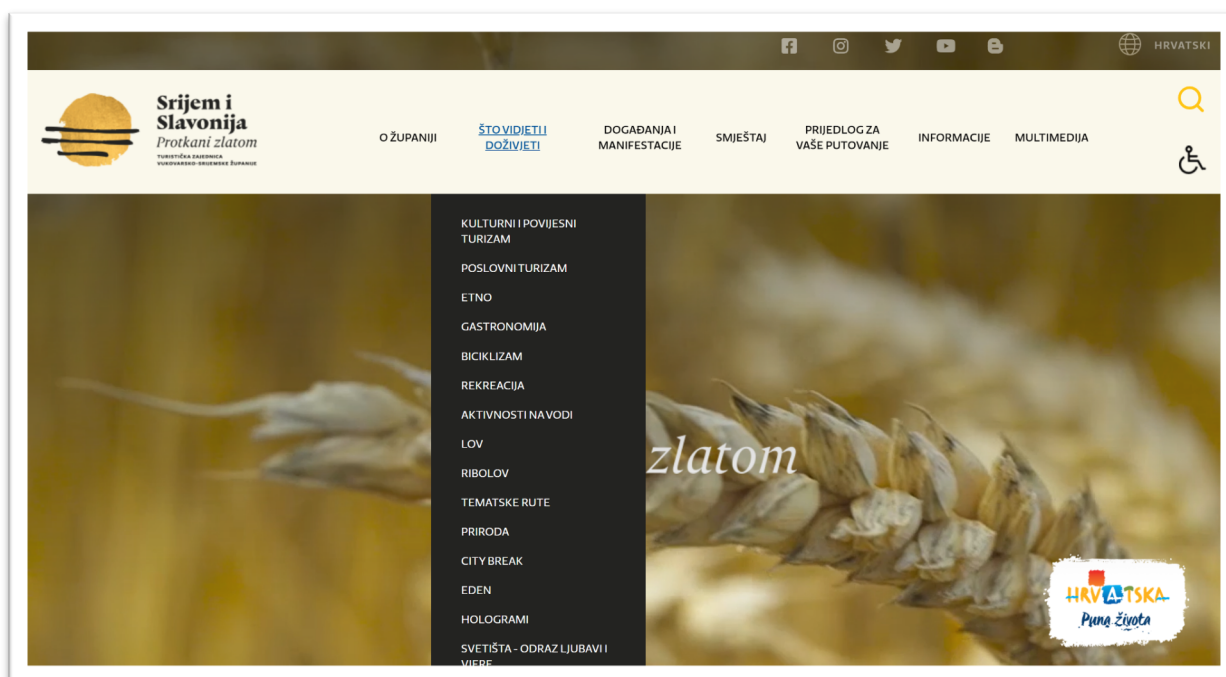 HRVATSKI
Srijem i
Slavonija
Protkani zlatom
TURISTIČKA ZAJEDNICA
VUKOVARSKO-SRIJEMSKE ŽUPANIJE
O ŽUPANIJI
ŠTO VIDJETI I
DOŽIVJETI
DOGAĐANJA I
MANIFESTACIJE
SMJEŠTAJ
PRIJEDLOG ZA
VAŠE PUTOVANJE
INFORMACIJE
MULTIMEDIJA
KULTURNI I POVIJESNI
TURIZAM
POSLOVNI TURIZAM
ETNO
GASTRONOMIJA
BICIKLIZAM
REKREACIJA
AKTIVNOSTI NA VODI
LOV
RIBOLOV
TEMATSKE RUTE
PRIRODA
CITY BREAK
EDEN
HOLOGRAMI
SVETIŠTA - ODRAZ LJUBAVI I
VJERE
zlatom
HRVATSKA
Puna života